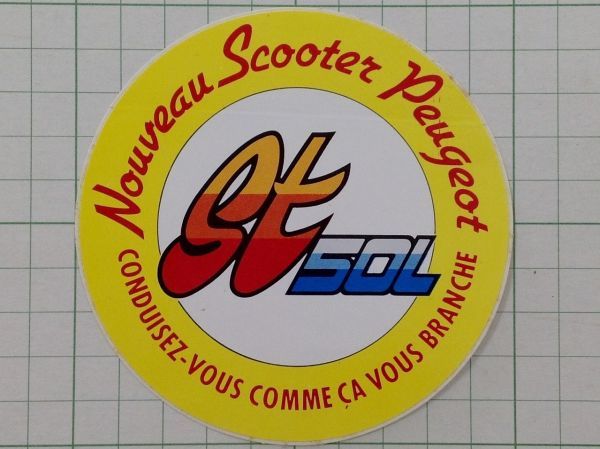 Nouveau Scooter Peugeot
St 50L
CONDUISEZ-VOUS COMME ÇA VOUS BRANCHE